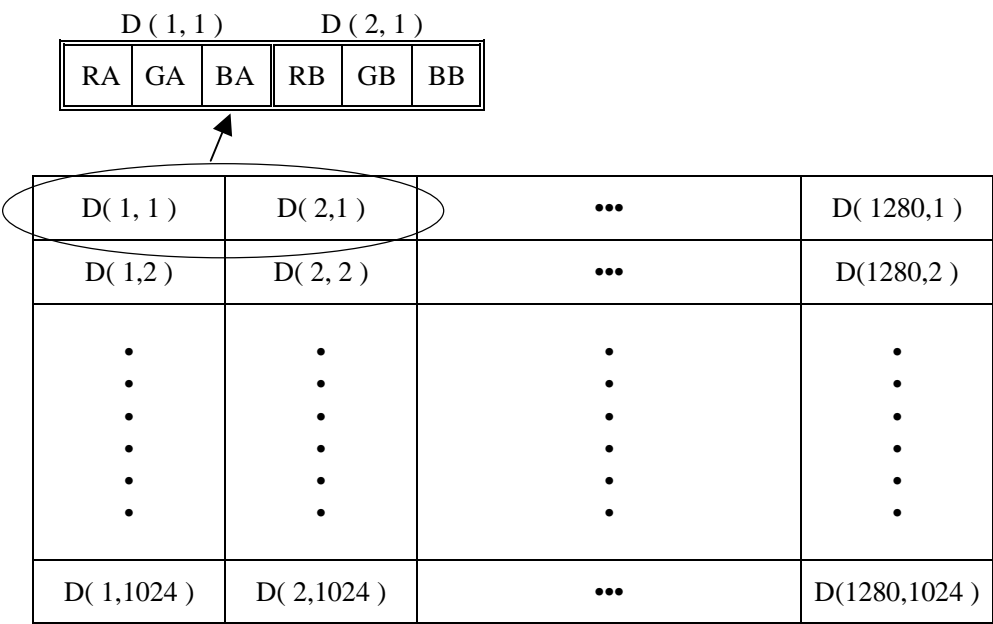 D ( 1, 1 ) D ( 2, 1 )
RA GA BA RB GB BB
D( 1, 1 ) D( 2,1 ) ••• D( 1280,1 )
D( 1,2 ) D( 2, 2 ) ••• D(1280,2 )
• • • •
• • • •
• • • •
• • • •
• • • •
• • • •
D( 1,1024 ) D( 2,1024 ) ••• D(1280,1024 )